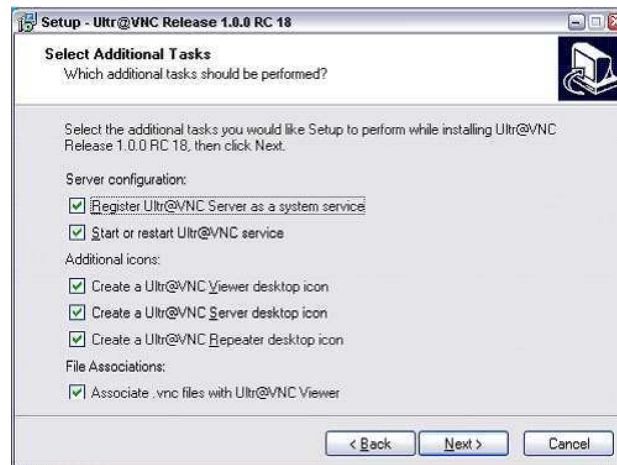 Setup - Ultr@VNC Release 1.0.0 RC 18
Select Additional Tasks
Which additional tasks should be performed?
Select the additional tasks you would like Setup to perform while installing Ultr@VNC
Release 1.0.0 RC 18, then click Next.
Server configuration:
Register Ultr@VNC Server as a system service
Start or restart Ultr@VNC service
Additional icons:
Create a Ultr@VNC Viewer desktop icon
Create a Ultr@VNC Server desktop icon
Create a Ultr@VNC Repeater desktop icon
File Associations:
Associate .vnc files with Ultr@VNC Viewer
< Back Next > Cancel